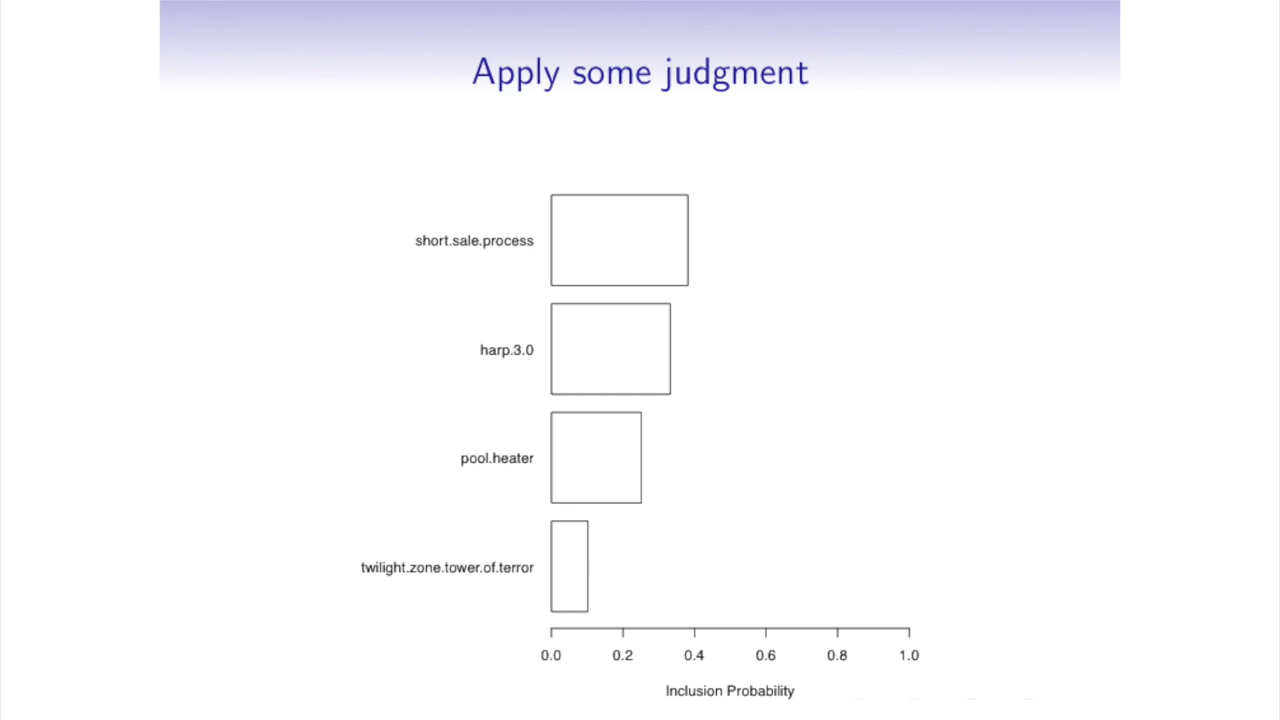 Apply some judgment
short.sale.process
harp.3.0
pool.heater
twilight.zone.tower.of.terror
0.0 0.2 0.4 0.6 0.8 1.0
Inclusion Probability